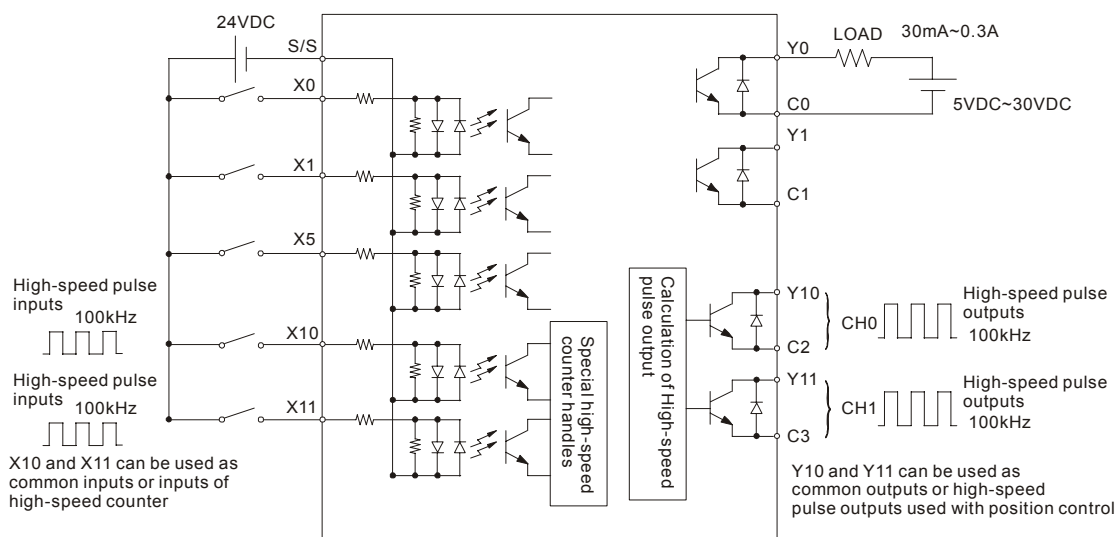 24VDC
S/S
X0
X1
X5
High-speed pulse
inputs
100kHz
X10
High-speed pulse
inputs
100kHz
X11
X10 and X11 can be used as
common inputs or inputs of
high-speed counter
Special high-speed
counter handles
Calculation of High-speed
pulse output
Y0
LOAD
30mA~0.3A
C0
5VDC~30VDC
Y1
C1
Y10
CH0
High-speed pulse
outputs
100kHz
C2
Y11
CH1
High-speed pulse
outputs
100kHz
C3
Y10 and Y11 can be used as
common outputs or high-speed
pulse outputs used with position control